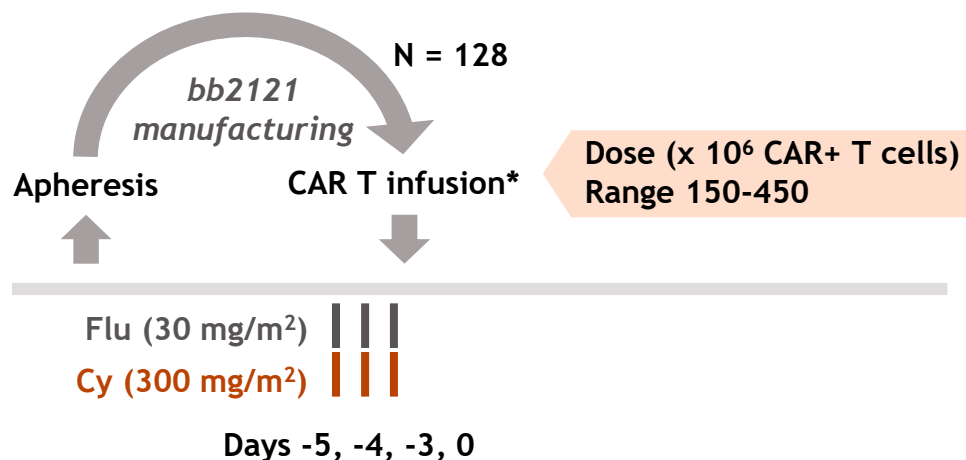 N = 128
bb2121
manufacturing
Apheresis
CAR T infusion*
Dose (x 10⁶ CAR+ T cells)
Range 150-450
Flu (30 mg/m²)
Cy (300 mg/m²)
Days -5, -4, -3, 0